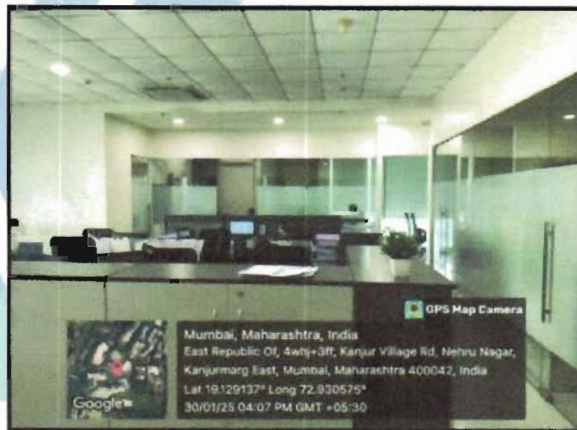 GPS Map Camera
Mumbai, Maharashtra, India
East Republic Of, 4whj+3ft, Kanjur Village Rd, Nehru Nagar,
Kanjurmarg East, Mumbai, Maharashtra 400042, India
Lat 19.129137° Long 72.930575°
30/01/25 04:07 PM GMT +05:30
Google